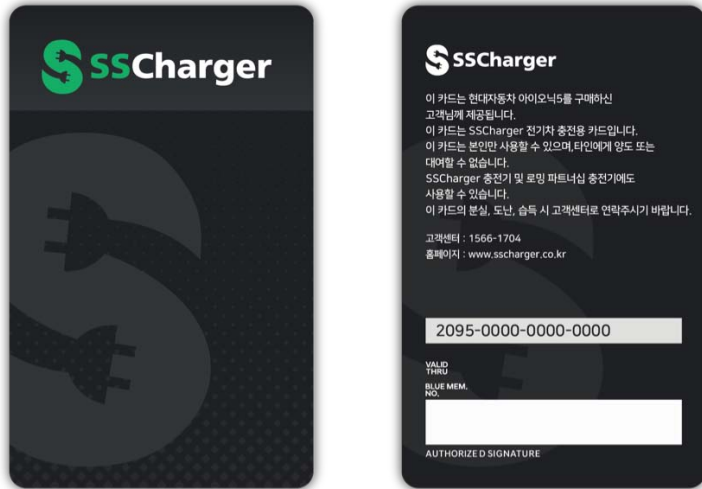 SSCharger
SSCharger
이 카드는 현대자동차 아이오닉5를 구매하신
고객님께 제공됩니다.
이 카드는 SSCharger 전기차 충전용 카드입니다.
이 카드는 본인만 사용할 수 있으며,타인에게 양도 또는
대여할 수 없습니다.
SSCharger 충전기 및 로밍 파트너십 충전기에도
사용할 수 있습니다.
이 카드의 분실, 도난, 습득 시 고객센터로 연락주시기 바랍니다.
고객센터 : 1566-1704
홈페이지 : www.sscharger.co.kr
2095-0000-0000-0000
VALID
THRU
BLUE MEM.
NO.
AUTHORIZE D SIGNATURE